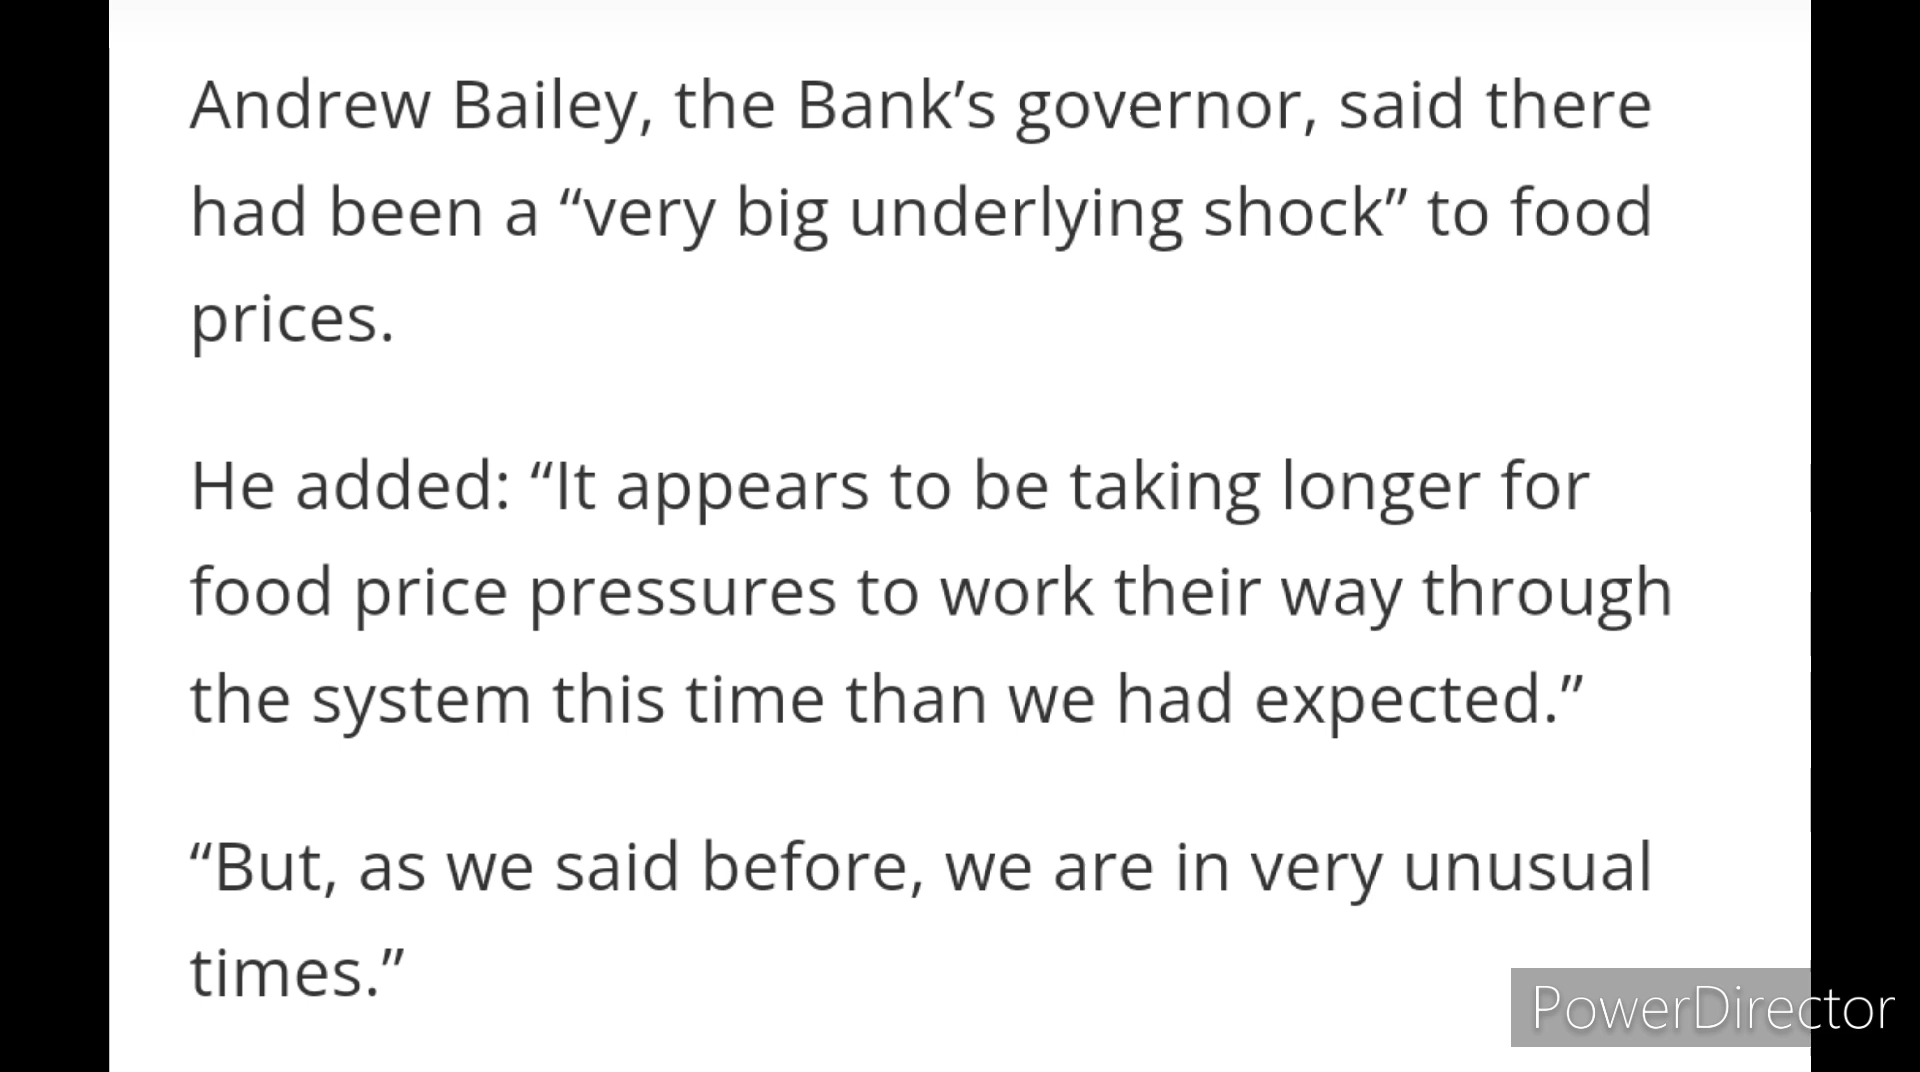 Andrew Bailey, the Bank’s governor, said there
had been a “very big underlying shock” to food
prices.
He added: “It appears to be taking longer for
food price pressures to work their way through
the system this time than we had expected.”
“But, as we said before, we are in very unusual
times.”
PowerDirector